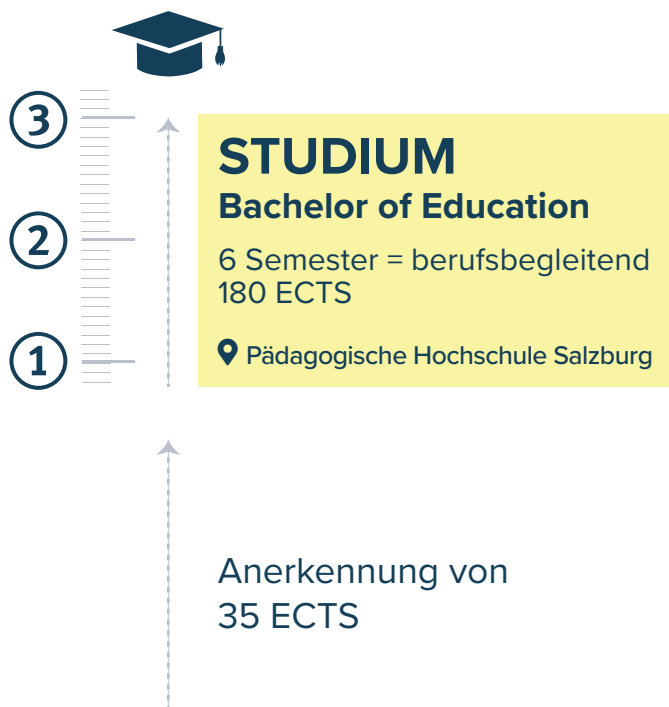 3
STUDIUM
Bachelor of Education
2
6 Semester = berufsbegleitend
180 ECTS
1
Pädagogische Hochschule Salzburg
Anerkennung von
35 ECTS